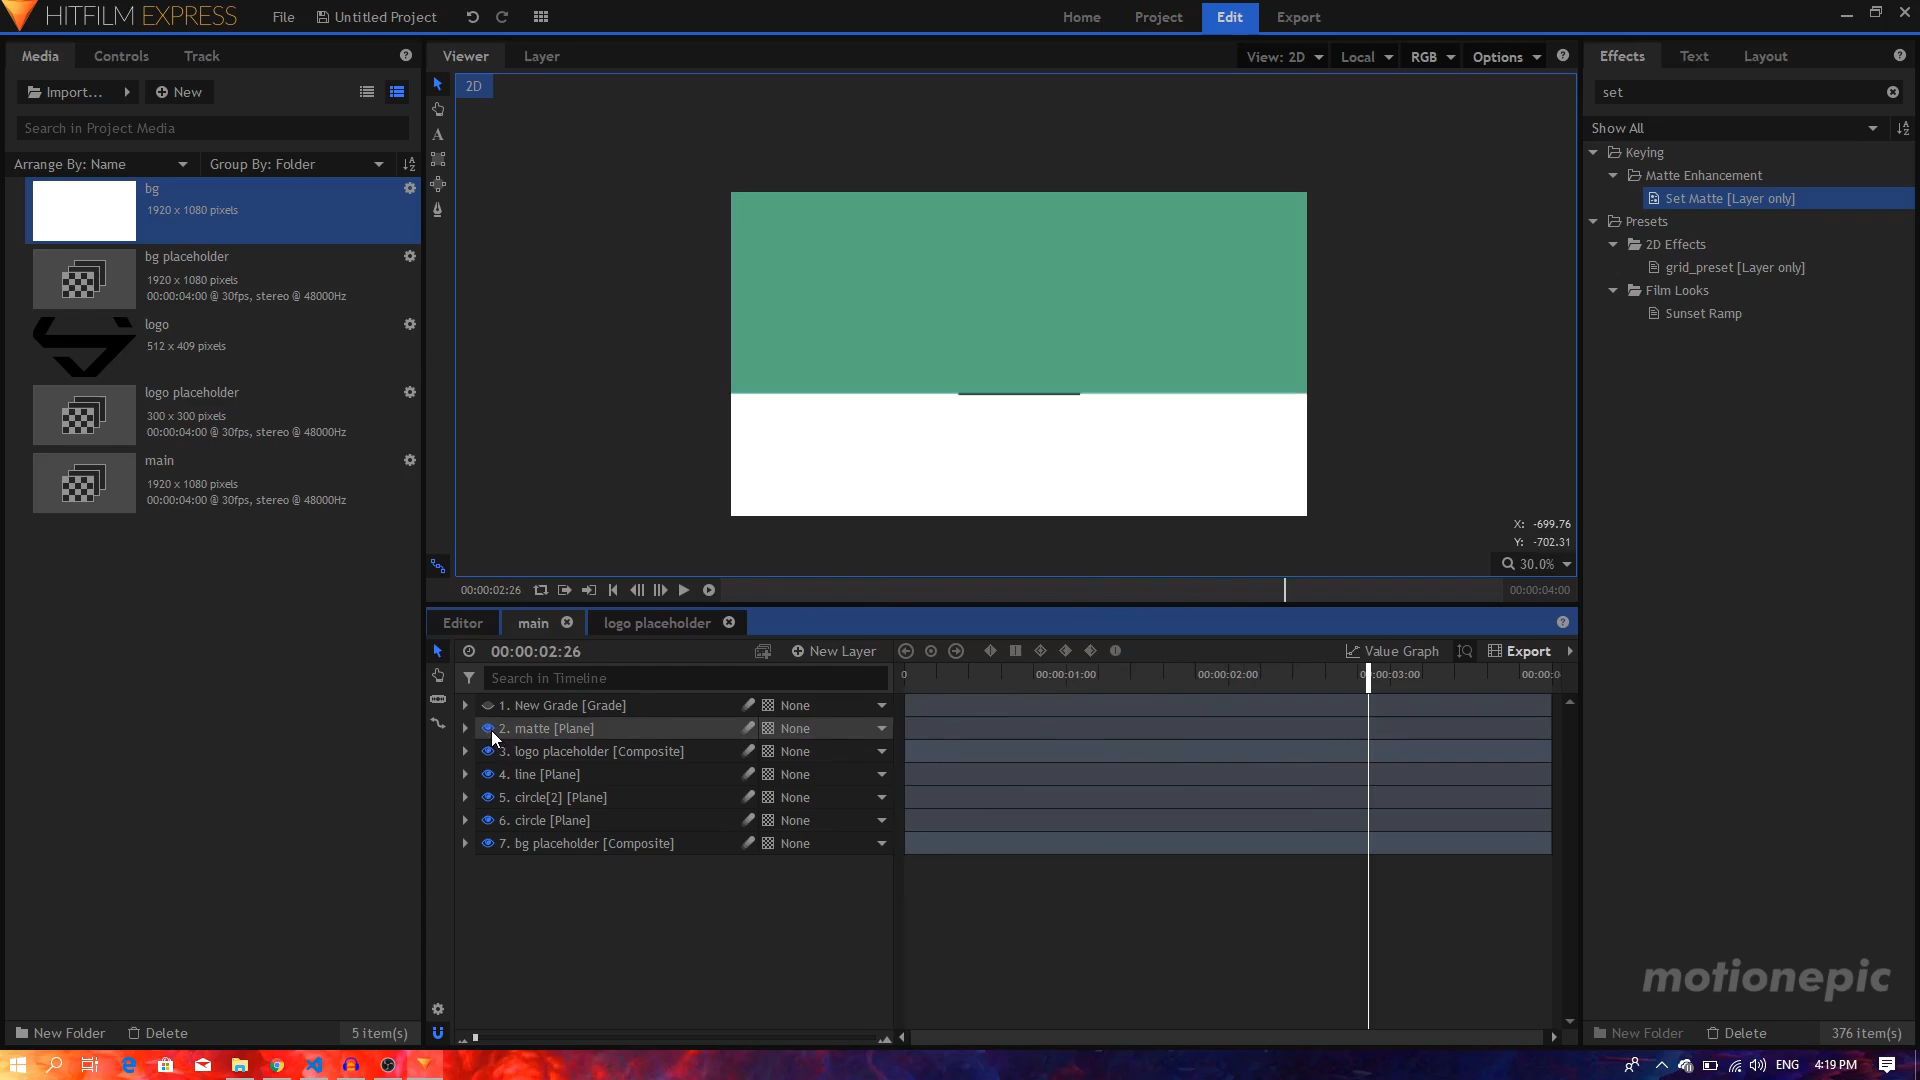 HITFILM EXPRESS
File
Untitled Project
Home
Project
Edit
Export
Media
Controls
Track
Import...
New
Search in Project Media
Arrange By: Name
Group By: Folder
bg
1920 x 1080 pixels
bg placeholder
1920 x 1080 pixels
00:00:04:00 @ 30fps, stereo @ 48000Hz
logo
512 x 409 pixels
logo placeholder
300 x 300 pixels
00:00:04:00 @ 30fps, stereo @ 48000Hz
main
1920 x 1080 pixels
00:00:04:00 @ 30fps, stereo @ 48000Hz
New Folder
Delete
5 item(s)
Viewer
Layer
View: 2D
Local
RGB
Options
2D
X: -699.76
Y: -702.31
30.0%
00:00:02:26
00:00:04:00
Editor
main
logo placeholder
00:00:02:26
New Layer
Value Graph
Export
Search in Timeline
0
00:00:01:00
00:00:02:00
00:00:03:00
00:00:0
1. New Grade [Grade]
None
2. matte [Plane]
None
3. logo placeholder [Composite]
None
4. line [Plane]
None
5. circle[2] [Plane]
None
6. circle [Plane]
None
7. bg placeholder [Composite]
None
Effects
Text
Layout
set
Show All
Keying
Matte Enhancement
Set Matte [Layer only]
Presets
2D Effects
grid_preset [Layer only]
Film Looks
Sunset Ramp
motionepic
New Folder
Delete
376 item(s)
ENG
4:19 PM